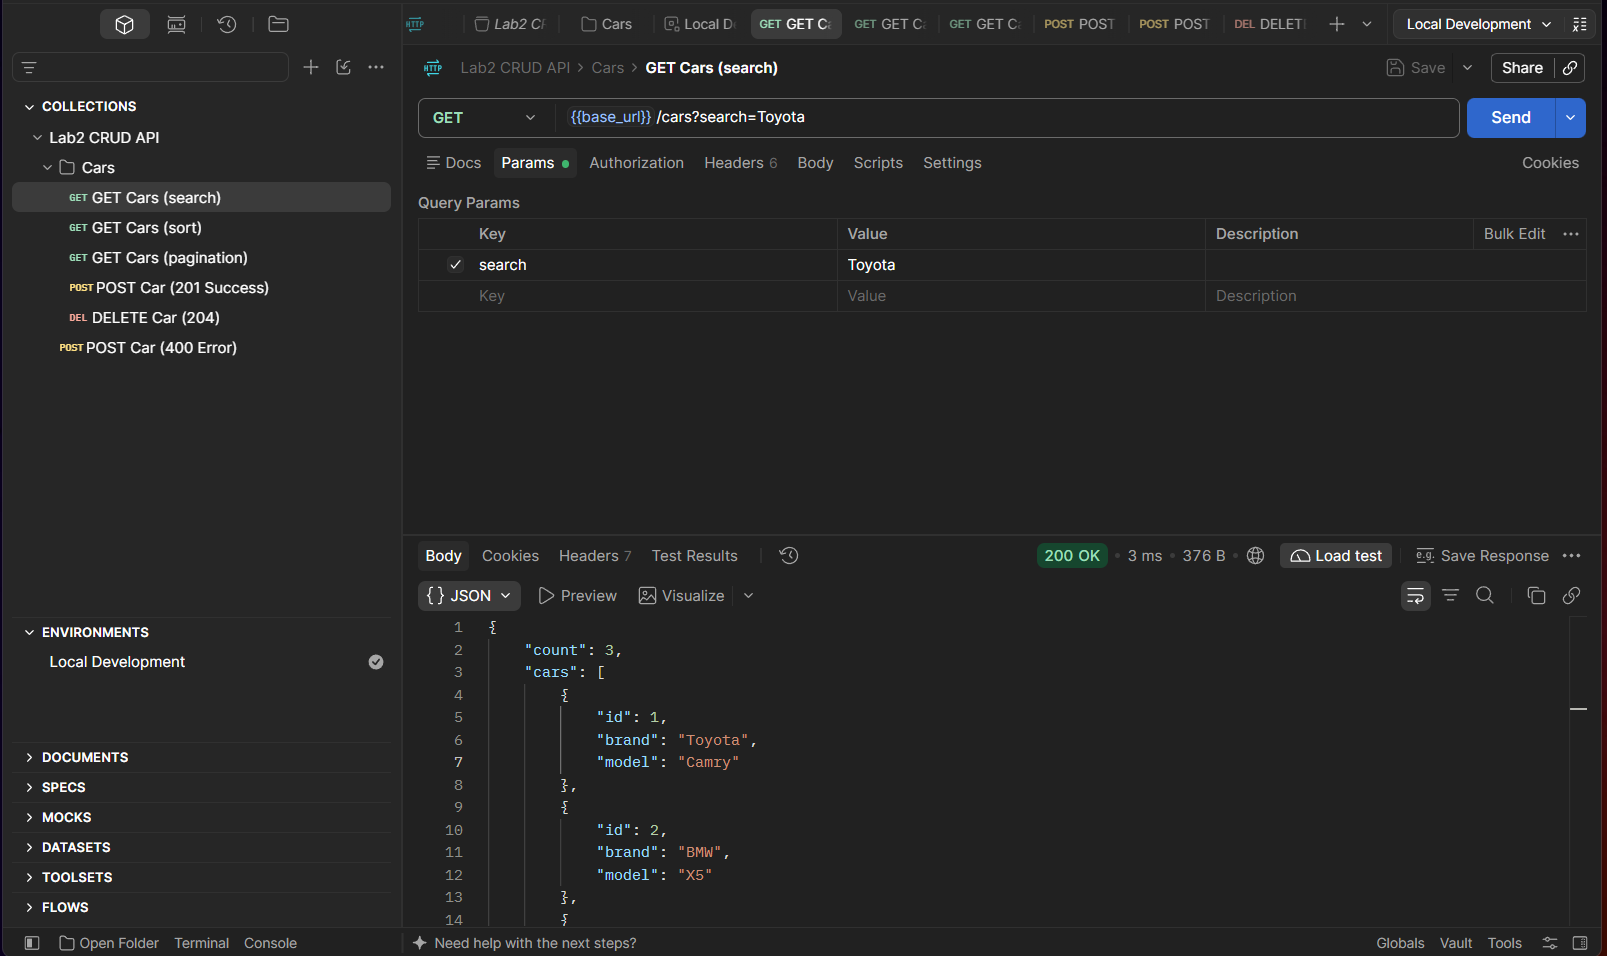 HTTP Lab2 CF Cars Local D GET GET Ca GET GET C GET GET C POST POST POST POST DEL DELETI Local Development
HTTP Lab2 CRUD API > Cars > GET Cars (search) Save Share
COLLECTIONS
Lab2 CRUD API
Cars
GET GET Cars (search)
GET GET Cars (sort)
GET GET Cars (pagination)
POST POST Car (201 Success)
DEL DELETE Car (204)
POST POST Car (400 Error)
ENVIRONMENTS
Local Development
DOCUMENTS
SPECS
MOCKS
DATASETS
TOOLSETS
FLOWS
GET {{base_url}} /cars?search=Toyota Send
Docs Params Authorization Headers 6 Body Scripts Settings Cookies
Query Params
Key Value Description Bulk Edit
search Toyota
Key Value Description
Body Cookies Headers 7 Test Results 200 OK • 3 ms • 376 B • Load test e.g. Save Response
{} JSON Preview Visualize
1 {
2 "count": 3,
3 "cars": [
4 {
5 "id": 1,
6 "brand": "Toyota",
7 "model": "Camry"
8 },
9 {
10 "id": 2,
11 "brand": "BMW",
12 "model": "X5"
13 },
14 {
Open Folder Terminal Console Need help with the next steps? Globals Vault Tools